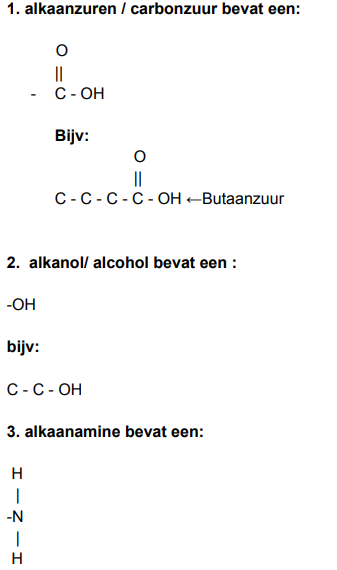 1. alkaanzuren / carbonzuur bevat een:
O
||
- C - OH
Bijv:
O
||
C - C - C - C - OH ←Butaanzuur
2. alkanol/ alcohol bevat een :
-OH
bijv:
C - C - OH
3. alkaanamine bevat een:
H
|
-N
|
H